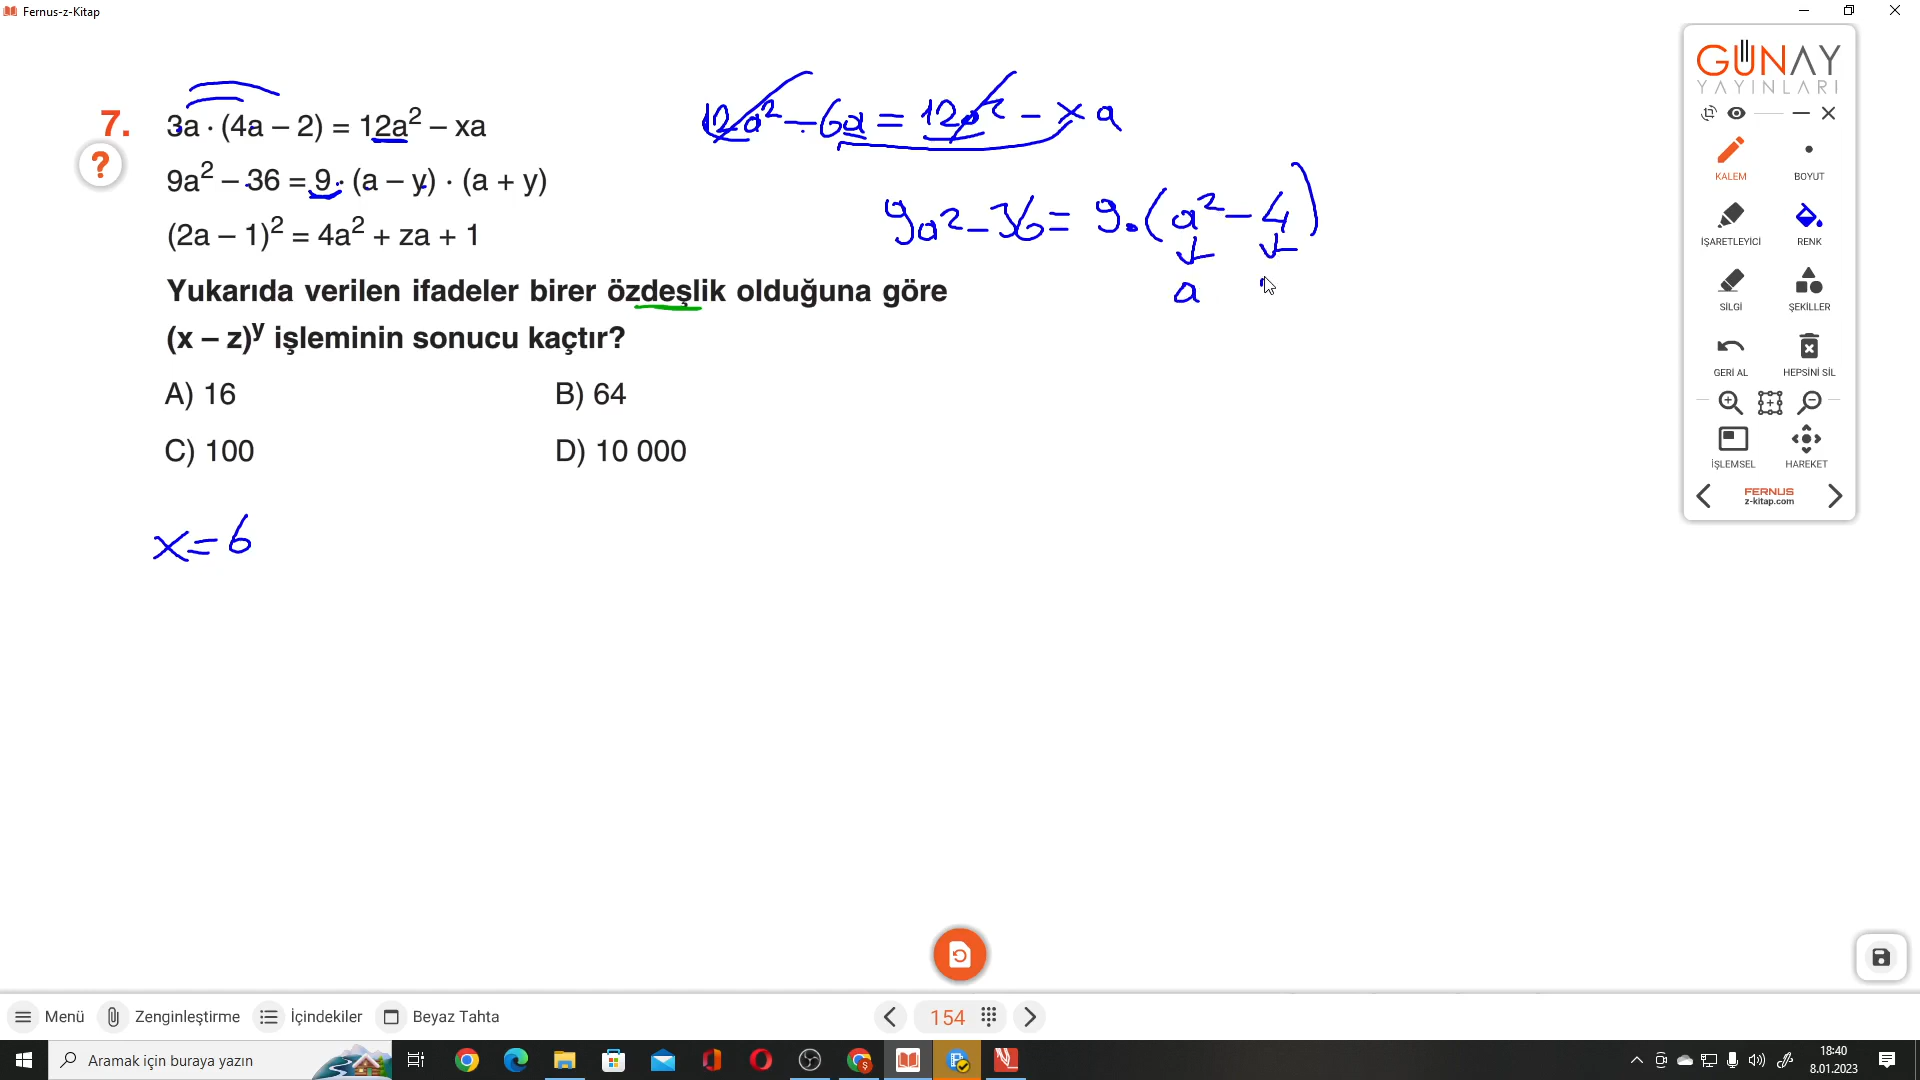 Fernus-z-Kitap
7. 3a · (4a – 2) = 12a² – xa
?
9a² – 36 = 9 · (a – y) · (a + y)
(2a – 1)² = 4a² + za + 1
Yukarıda verilen ifadeler birer özdeşlik olduğuna göre
(x – z)ʸ işleminin sonucu kaçtır?
A) 16
B) 64
C) 100
D) 10 000
12a² – 6a = 12a² – xa
9a² – 36 = 9.(a² – 4)
a
x = 6
GÜNAY
YAYINLARI
KALEM
BOYUT
İŞARETLEYİCİ
RENK
SİLGİ
ŞEKİLLER
GERİ AL
HEPSİNİ SİL
İŞLEMSEL
HAREKET
FERNUS
z-kitap.com
Menü
Zenginleştirme
İçindekiler
Beyaz Tahta
154
Aramak için buraya yazın
18:40
8.01.2023